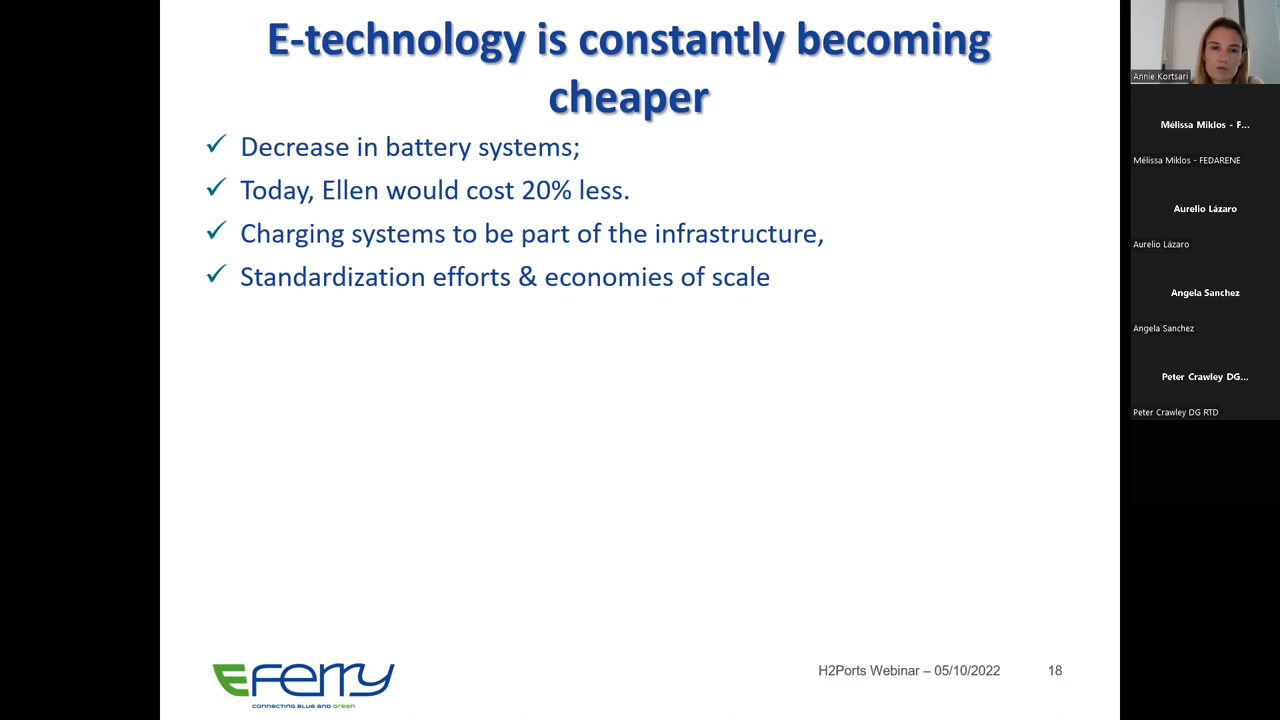 E-technology is constantly becoming
cheaper
✓ Decrease in battery systems;
✓ Today, Ellen would cost 20% less.
✓ Charging systems to be part of the infrastructure,
✓ Standardization efforts & economies of scale
EFerry
CONNECTING BLUE AND GREEN
H2Ports Webinar – 05/10/2022
18
Annie Kortsari
Mélissa Miklos - F...
Mélissa Miklos - FEDARENE
Aurelio Lázaro
Aurelio Lázaro
Angela Sanchez
Angela Sanchez
Peter Crawley DG...
Peter Crawley DG RTD